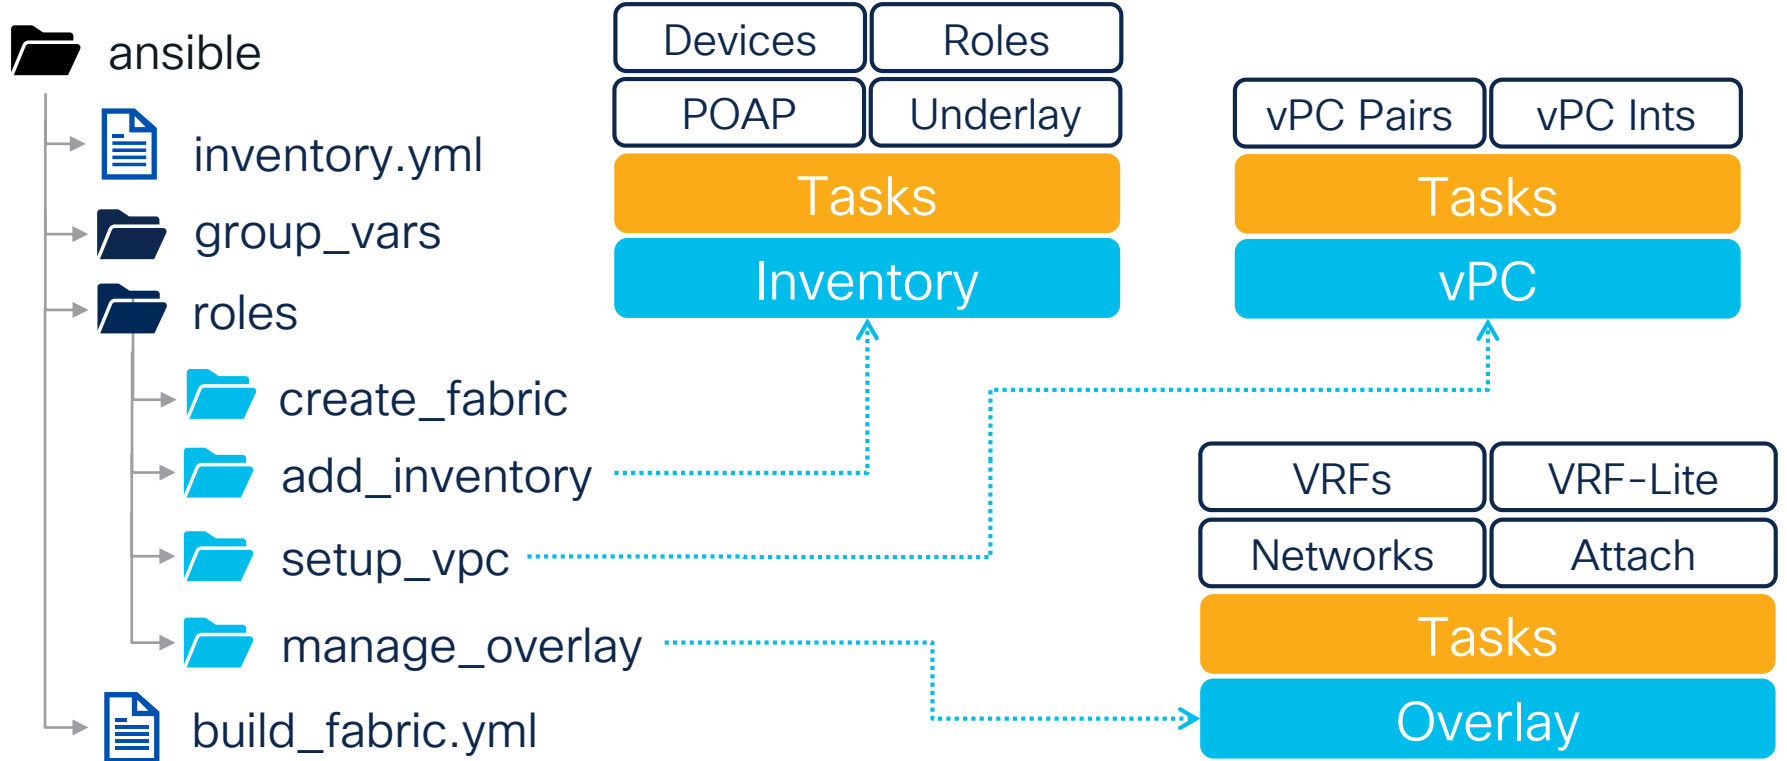 ansible
inventory.yml
group_vars
roles
create_fabric
add_inventory
setup_vpc
manage_overlay
build_fabric.yml
Devices
Roles
POAP
Underlay
Tasks
Inventory
vPC Pairs
vPC Ints
Tasks
vPC
VRFs
VRF-Lite
Networks
Attach
Tasks
Overlay